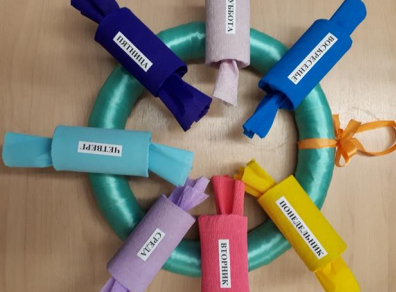 ПОНЕДЕЛЬНИК
ВТОРНИК
СРЕДА
ЧЕТВЕРГ
ПЯТНИЦА
СУББОТА
ВОСКРЕСЕНЬЕ